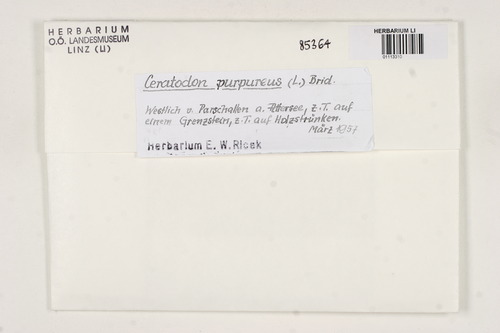 HERBARIUM
O.Ö. LANDESMUSEUM
LINZ (LI)
85364
HERBARIUM LI
Ceratodon purpureus (L.) Brid.
Westlich v. Parschallen a. Attersee, z.T. auf
einem Grenzstein, z.T. auf Holzstrünken.
März 1957
Herbarium E. W. Ricek